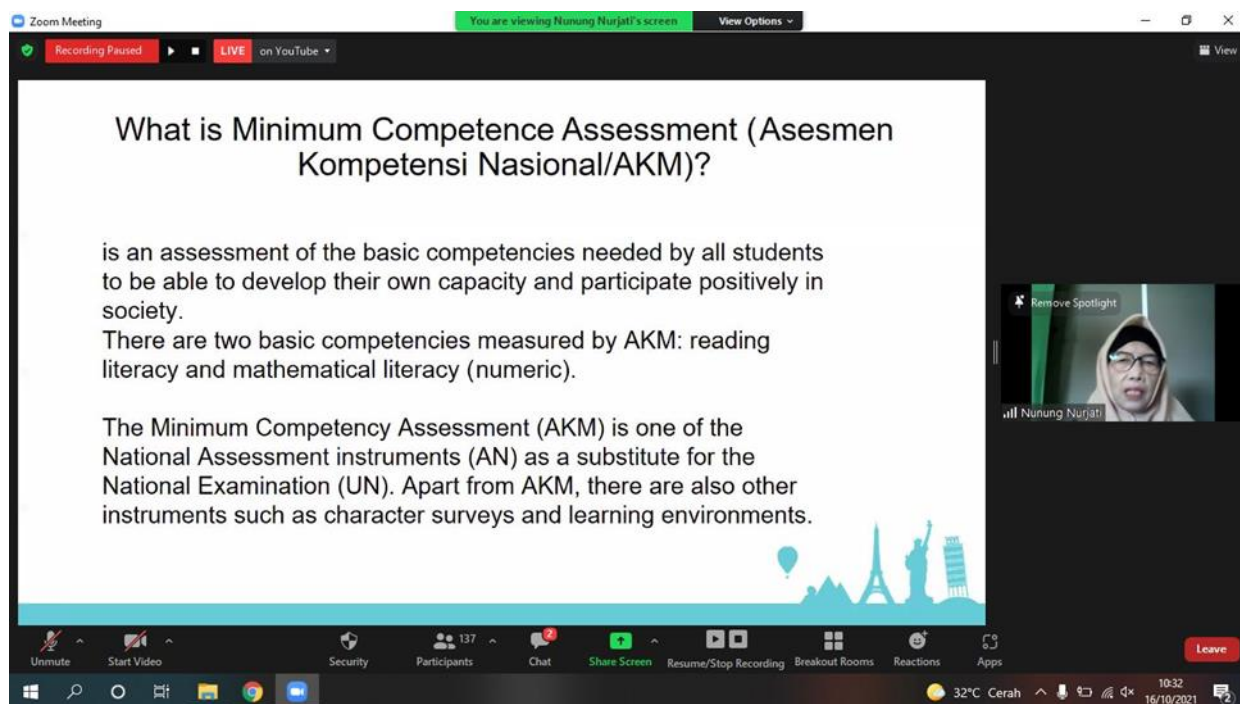 Zoom Meeting
You are viewing Nunung Nurjati's screen
View Options
Recording Paused
LIVE on YouTube
View
What is Minimum Competence Assessment (Asesmen
Kompetensi Nasional/AKM)?
is an assessment of the basic competencies needed by all students
to be able to develop their own capacity and participate positively in
society.
There are two basic competencies measured by AKM: reading
literacy and mathematical literacy (numeric).
The Minimum Competency Assessment (AKM) is one of the
National Assessment instruments (AN) as a substitute for the
National Examination (UN). Apart from AKM, there are also other
instruments such as character surveys and learning environments.
Remove Spotlight
Nunung Nurjati
137
2
Unmute
Start Video
Security
Participants
Chat
Share Screen
Resume/Stop Recording
Breakout Rooms
Reactions
Apps
Leave
32°C Cerah
10:32
16/10/2021
2